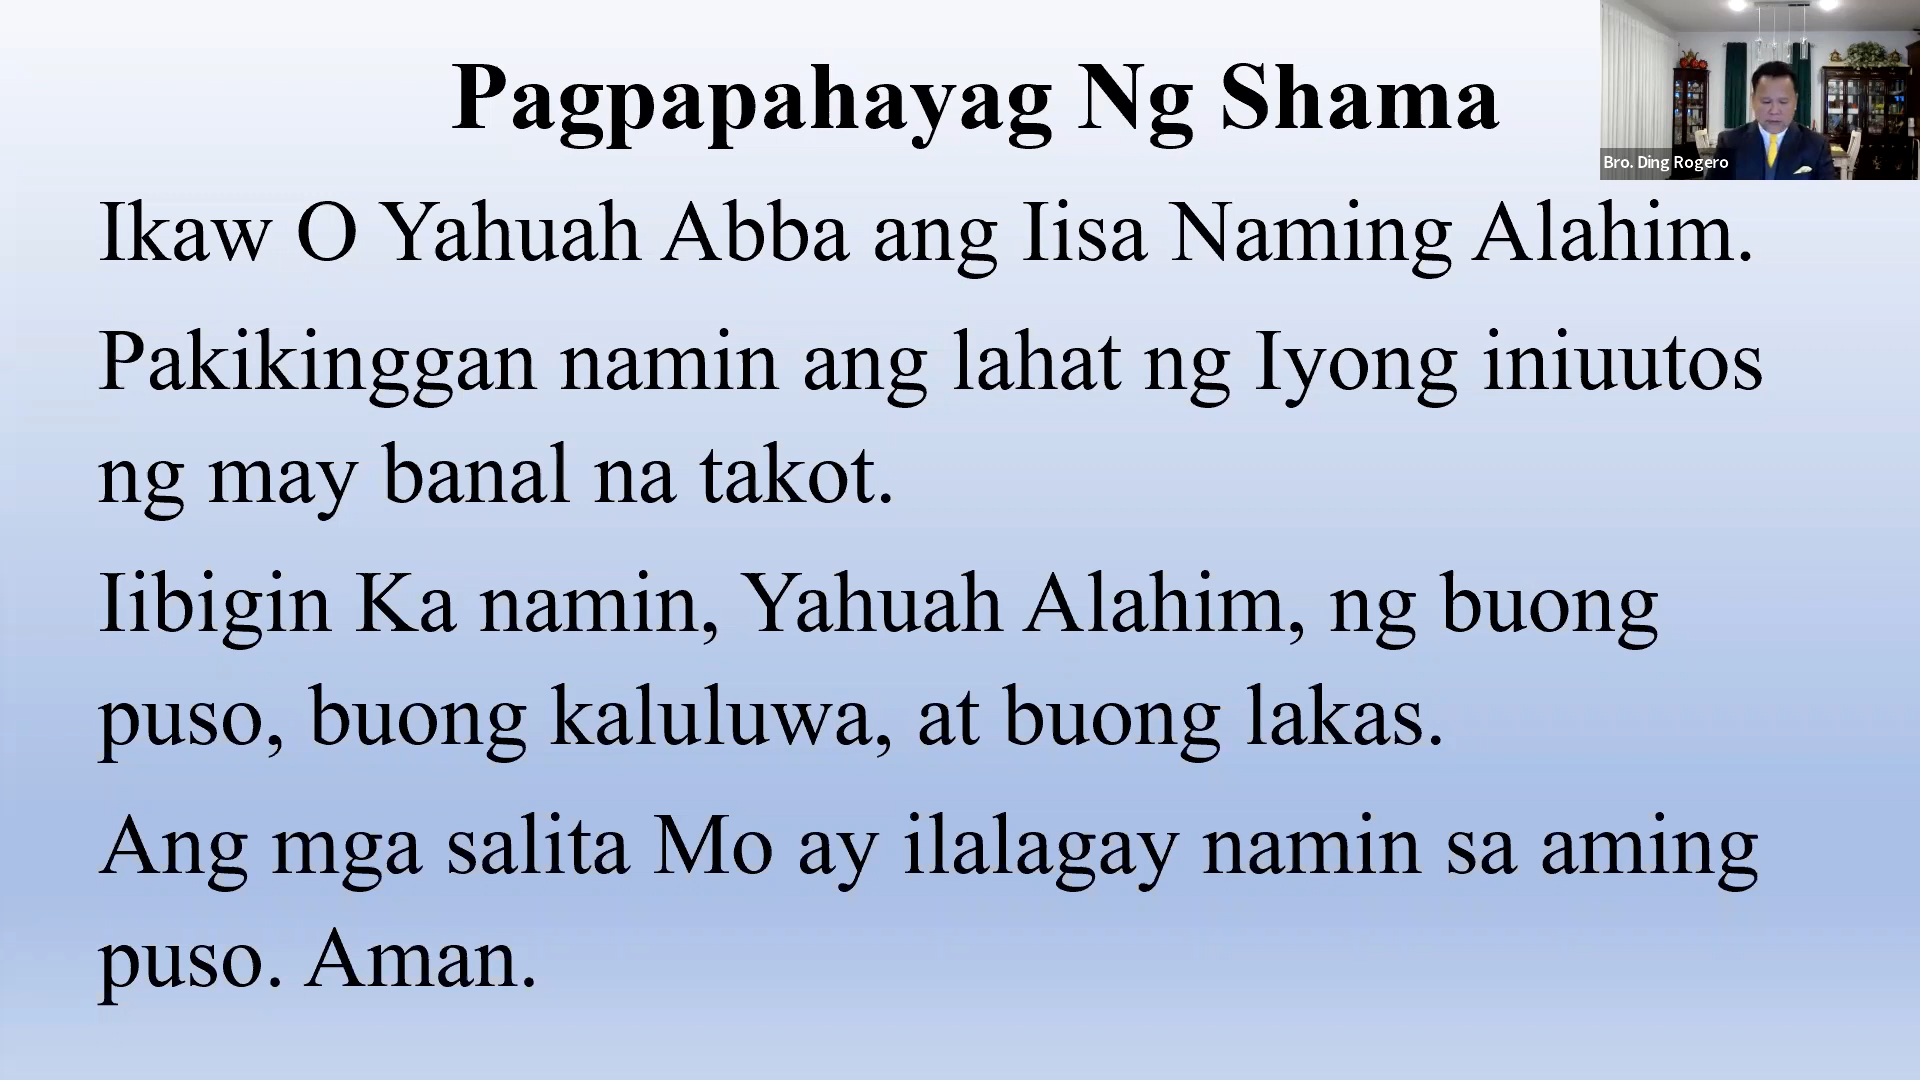 Pagpapahayag Ng Shama
Bro. Ding Rogero
Ikaw O Yahuah Abba ang Iisa Naming Alahim.
Pakikinggan namin ang lahat ng Iyong iniuutos
ng may banal na takot.
Iibigin Ka namin, Yahuah Alahim, ng buong
puso, buong kaluluwa, at buong lakas.
Ang mga salita Mo ay ilalagay namin sa aming
puso. Aman.